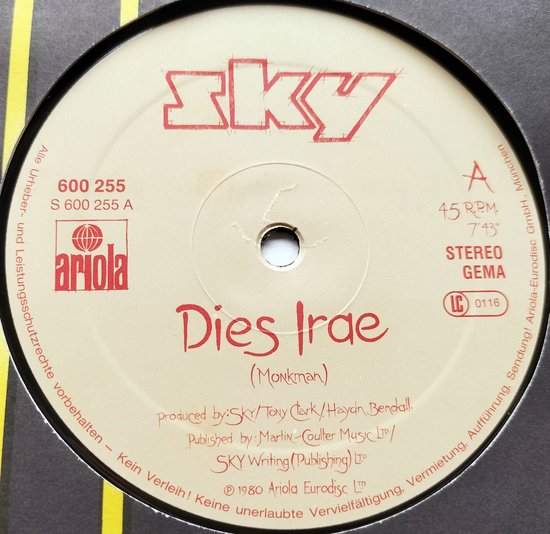 SKY
600 255
S 600 255 A
ariola
A
45 R.P.M.
7'43"
STEREO
GEMA
LC 0116
Dies Irae
(Monkman)
produced by: SKY/Tony Clark/Haydn Bendall.
Published by: Martin-Coulter Music LTD/
SKY Writing (Publishing) LTD
℗ 1980 Ariola Eurodisc LTD
Alle Urheber- und Leistungsschutzrechte vorbehalten – Kein Verleih! Keine unerlaubte Vervielfältigung, Vermietung, Aufführung, Sendung! Ariola-Eurodisc GmbH, München